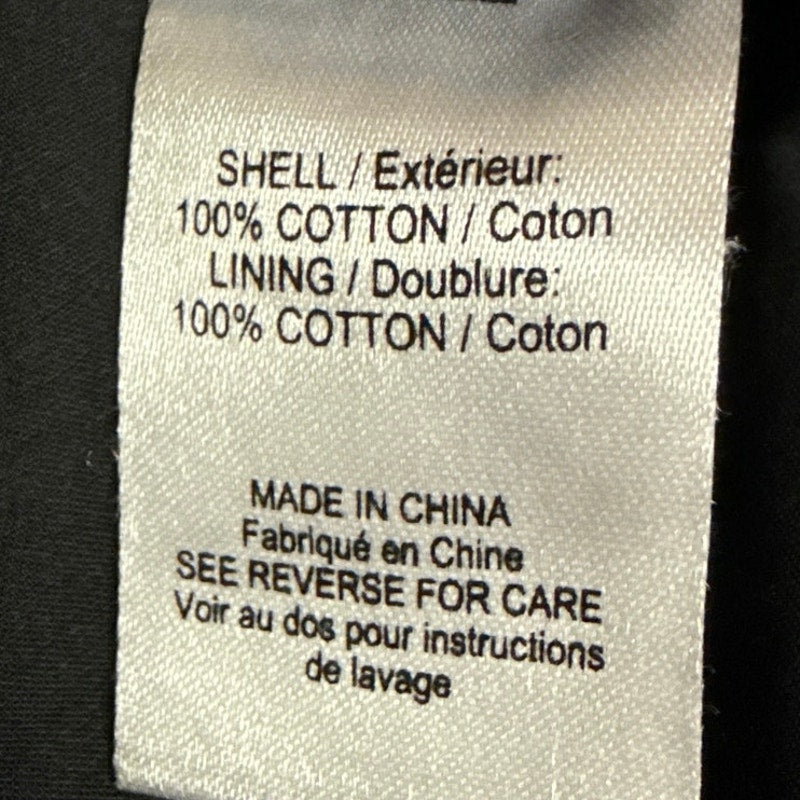 SHELL / Extérieur:
100% COTTON / Coton
LINING / Doublure:
100% COTTON / Coton
MADE IN CHINA
Fabriqué en Chine
SEE REVERSE FOR CARE
Voir au dos pour instructions
de lavage